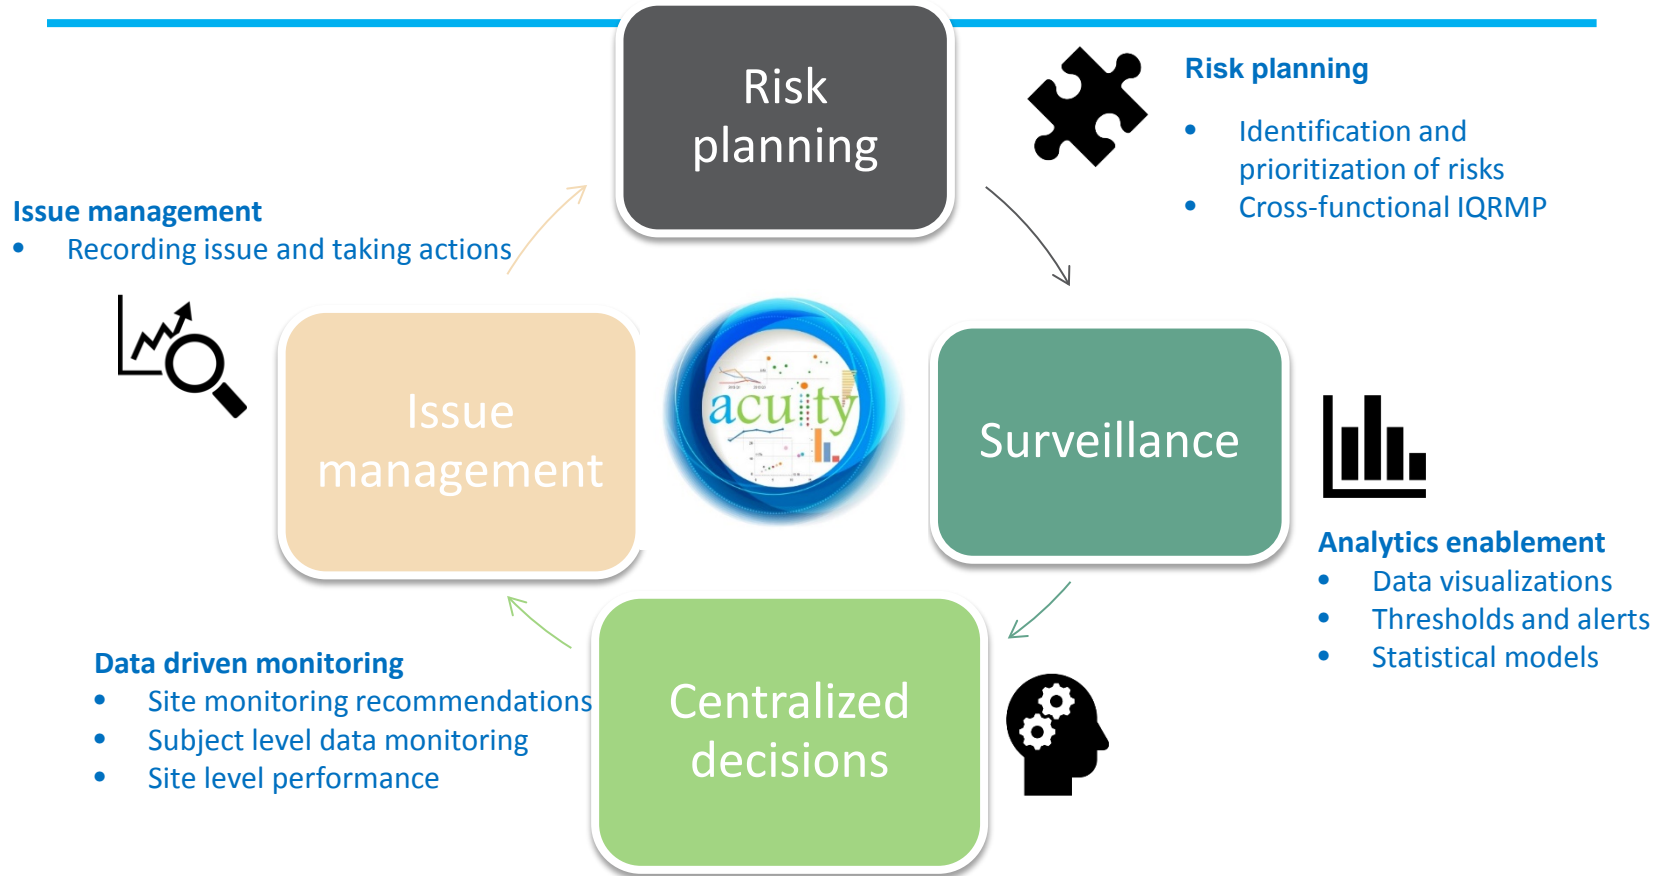 Risk
planning
Risk planning
• Identification and
prioritization of risks
• Cross-functional IQRMP
Issue management
• Recording issue and taking actions
Issue
management
acuity
Surveillance
Analytics enablement
• Data visualizations
• Thresholds and alerts
• Statistical models
Data driven monitoring
• Site monitoring recommendations
• Subject level data monitoring
• Site level performance
Centralized
decisions